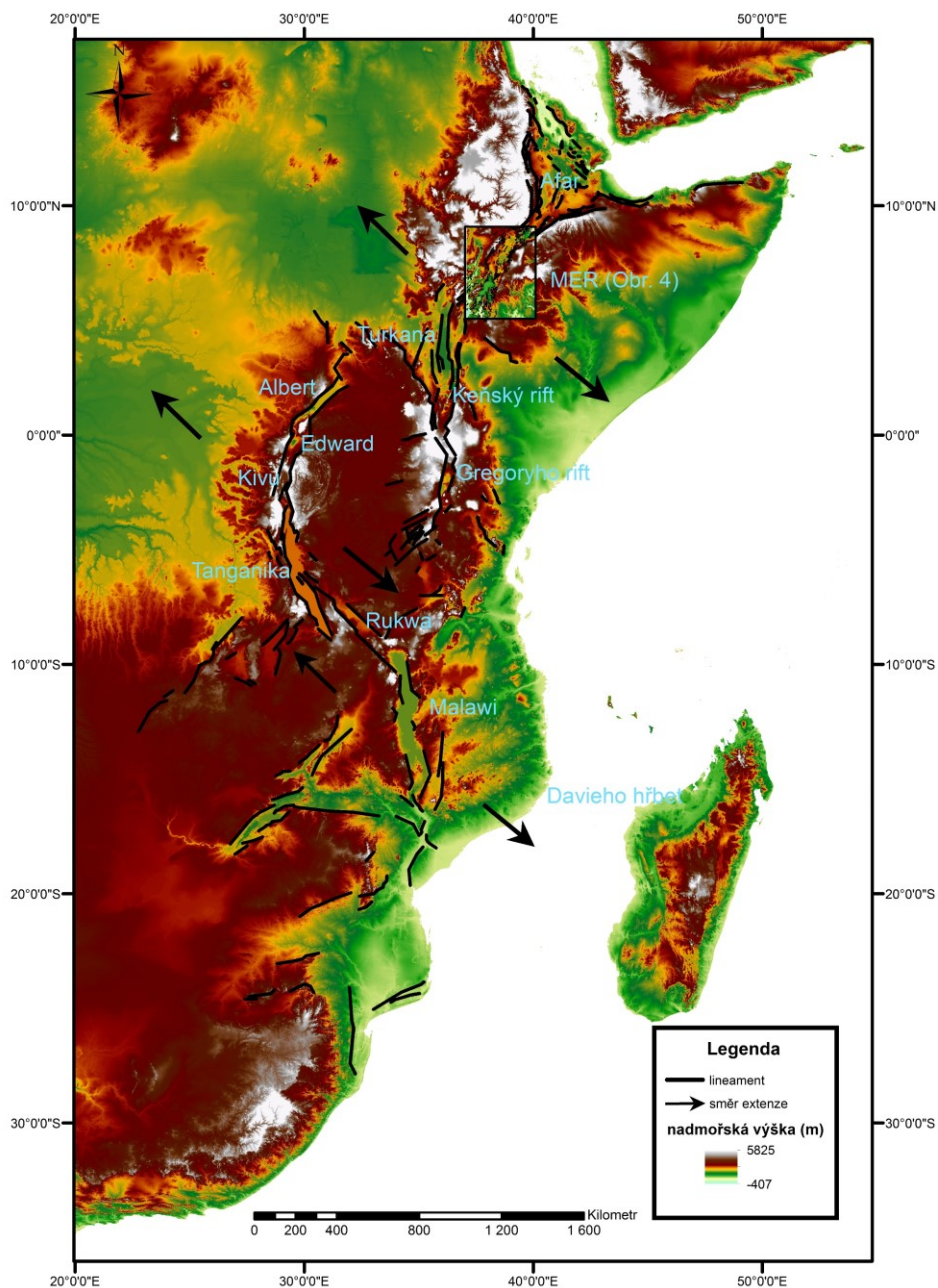 20°0'0"E 30°0'0"E 40°0'0"E 50°0'0"E
N
Afar
10°0'0"N 10°0'0"N
MER (Obr. 4)
Turkana
Albert
Keňský rift
0°0'0" 0°0'0"
Edward
Kivu
Gregoryho rift
Tanganika
Rukwa
10°0'0"S 10°0'0"S
Malawi
Davieho hřbet
20°0'0"S 20°0'0"S
Legenda
lineament
směr extenze
nadmořská výška (m)
5825
-407
30°0'0"S 30°0'0"S
Kilometr
0 200 400 800 1 200 1 600
20°0'0"E 30°0'0"E 40°0'0"E 50°0'0"E